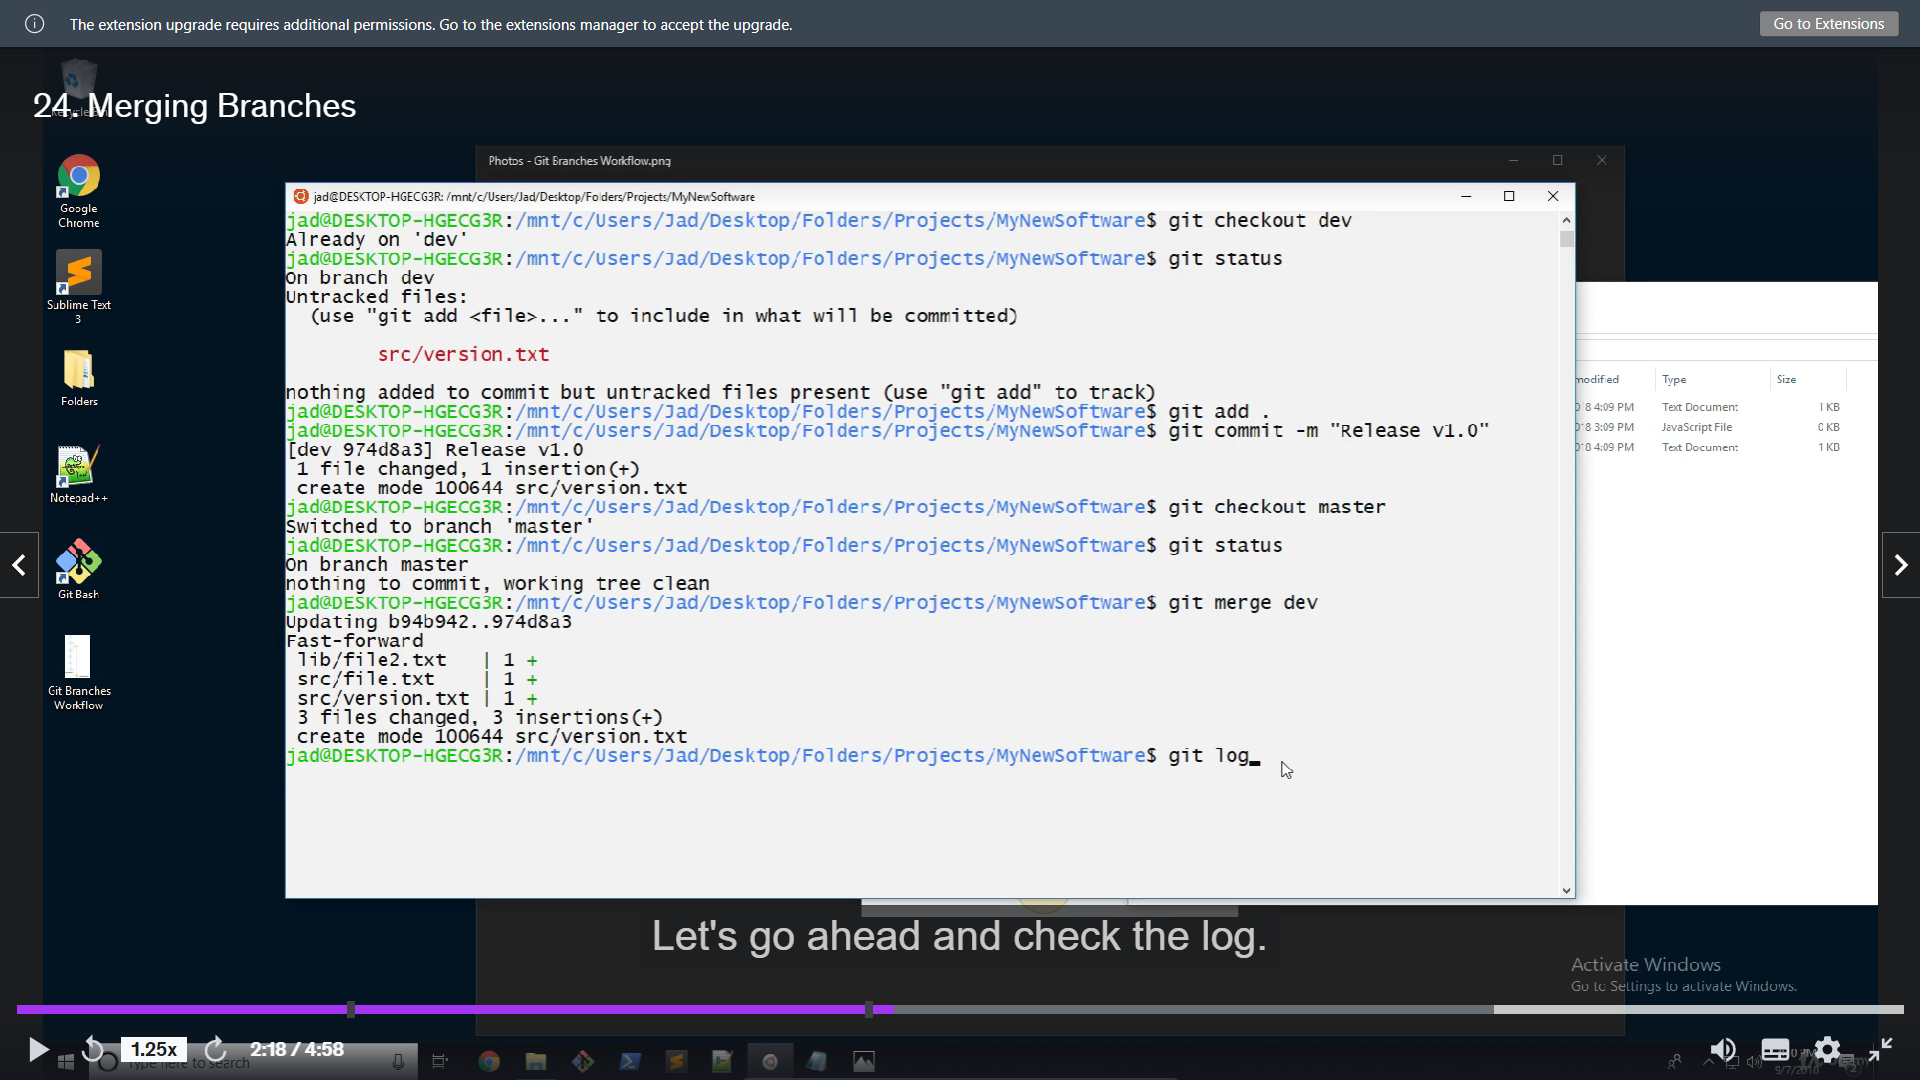 The extension upgrade requires additional permissions. Go to the extensions manager to accept the upgrade.
Go to Extensions
24. Merging Branches
Photos - Git Branches Workflow.png
jad@DESKTOP-HGECG3R: /mnt/c/Users/Jad/Desktop/Folders/Projects/MyNewSoftware
jad@DESKTOP-HGECG3R:/mnt/c/Users/Jad/Desktop/Folders/Projects/MyNewSoftware$ git checkout dev
Already on 'dev'
jad@DESKTOP-HGECG3R:/mnt/c/Users/Jad/Desktop/Folders/Projects/MyNewSoftware$ git status
On branch dev
Untracked files:
(use "git add <file>..." to include in what will be committed)
src/version.txt
nothing added to commit but untracked files present (use "git add" to track)
jad@DESKTOP-HGECG3R:/mnt/c/Users/Jad/Desktop/Folders/Projects/MyNewSoftware$ git add .
jad@DESKTOP-HGECG3R:/mnt/c/Users/Jad/Desktop/Folders/Projects/MyNewSoftware$ git commit -m "Release v1.0"
[dev 974d8a3] Release v1.0
1 file changed, 1 insertion(+)
create mode 100644 src/version.txt
jad@DESKTOP-HGECG3R:/mnt/c/Users/Jad/Desktop/Folders/Projects/MyNewSoftware$ git checkout master
Switched to branch 'master'
jad@DESKTOP-HGECG3R:/mnt/c/Users/Jad/Desktop/Folders/Projects/MyNewSoftware$ git status
On branch master
nothing to commit, working tree clean
jad@DESKTOP-HGECG3R:/mnt/c/Users/Jad/Desktop/Folders/Projects/MyNewSoftware$ git merge dev
Updating b94b942..974d8a3
Fast-forward
lib/file2.txt | 1 +
src/file.txt | 1 +
src/version.txt | 1 +
3 files changed, 3 insertions(+)
create mode 100644 src/version.txt
jad@DESKTOP-HGECG3R:/mnt/c/Users/Jad/Desktop/Folders/Projects/MyNewSoftware$ git log_
Google
Chrome
Sublime Text
3
Folders
Notepad++
Git Bash
Git Branches
Workflow
modified Type Size
018 4:09 PM Text Document 1 KB
018 3:09 PM JavaScript File 0 KB
018 4:09 PM Text Document 1 KB
Let's go ahead and check the log.
Activate Windows
Go to Settings to activate Windows.
1.25x
2:18 / 4:58
Type here to search
9/7/2018